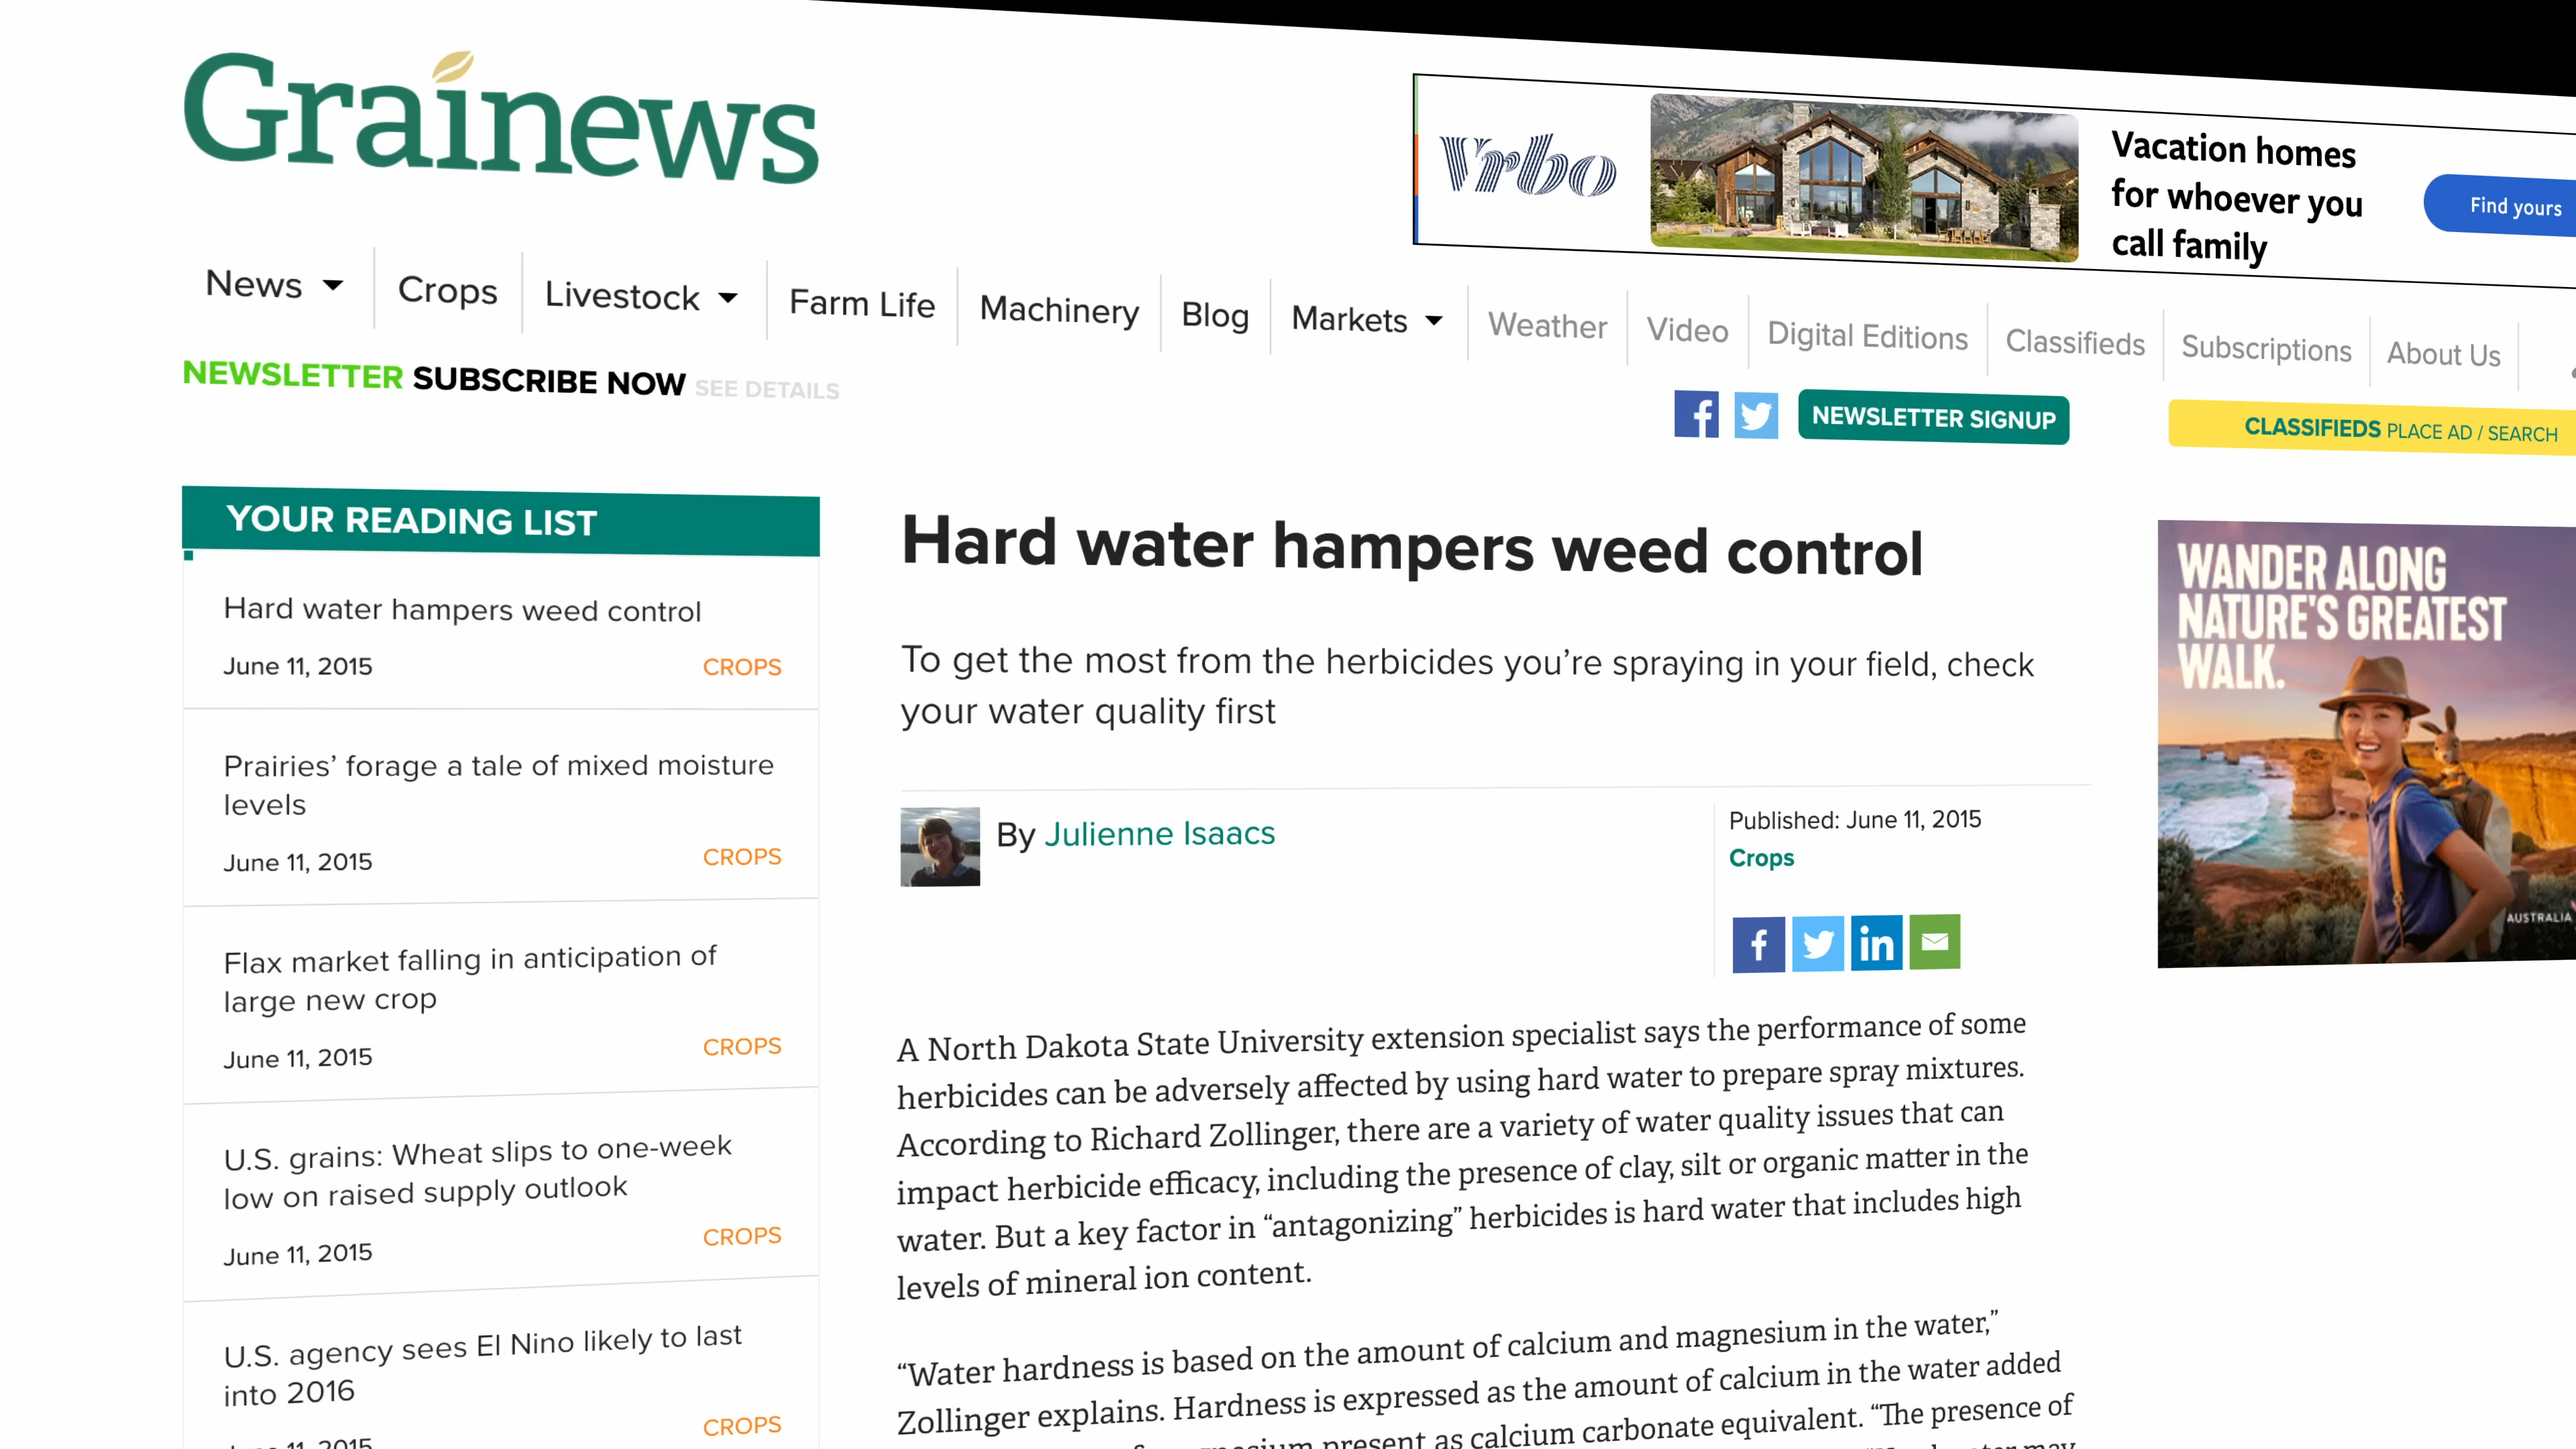 Grainews
Vrbo
Vacation homes
for whoever you
call family
Find yours
News
Crops
Livestock
Farm Life
Machinery
Blog
Markets
Weather
Video
Digital Editions
Classifieds
Subscriptions
About Us
NEWSLETTER SUBSCRIBE NOW SEE DETAILS
NEWSLETTER SIGNUP
CLASSIFIEDS PLACE AD / SEARCH
YOUR READING LIST
Hard water hampers weed control
June 11, 2015
CROPS
Prairies’ forage a tale of mixed moisture
levels
June 11, 2015
CROPS
Flax market falling in anticipation of
large new crop
June 11, 2015
CROPS
U.S. grains: Wheat slips to one-week
low on raised supply outlook
June 11, 2015
CROPS
U.S. agency sees El Nino likely to last
into 2016
June 11, 2015
CROPS
Hard water hampers weed control
To get the most from the herbicides you’re spraying in your field, check
your water quality first
By Julienne Isaacs
Published: June 11, 2015
Crops
A North Dakota State University extension specialist says the performance of some
herbicides can be adversely affected by using hard water to prepare spray mixtures.
According to Richard Zollinger, there are a variety of water quality issues that can
impact herbicide efficacy, including the presence of clay, silt or organic matter in the
water. But a key factor in “antagonizing” herbicides is hard water that includes high
levels of mineral ion content.
“Water hardness is based on the amount of calcium and magnesium in the water,”
Zollinger explains. Hardness is expressed as the amount of calcium in the water added
present as calcium carbonate equivalent. “The presence of
WANDER ALONG
NATURE'S GREATEST
WALK.
AUSTRALIA